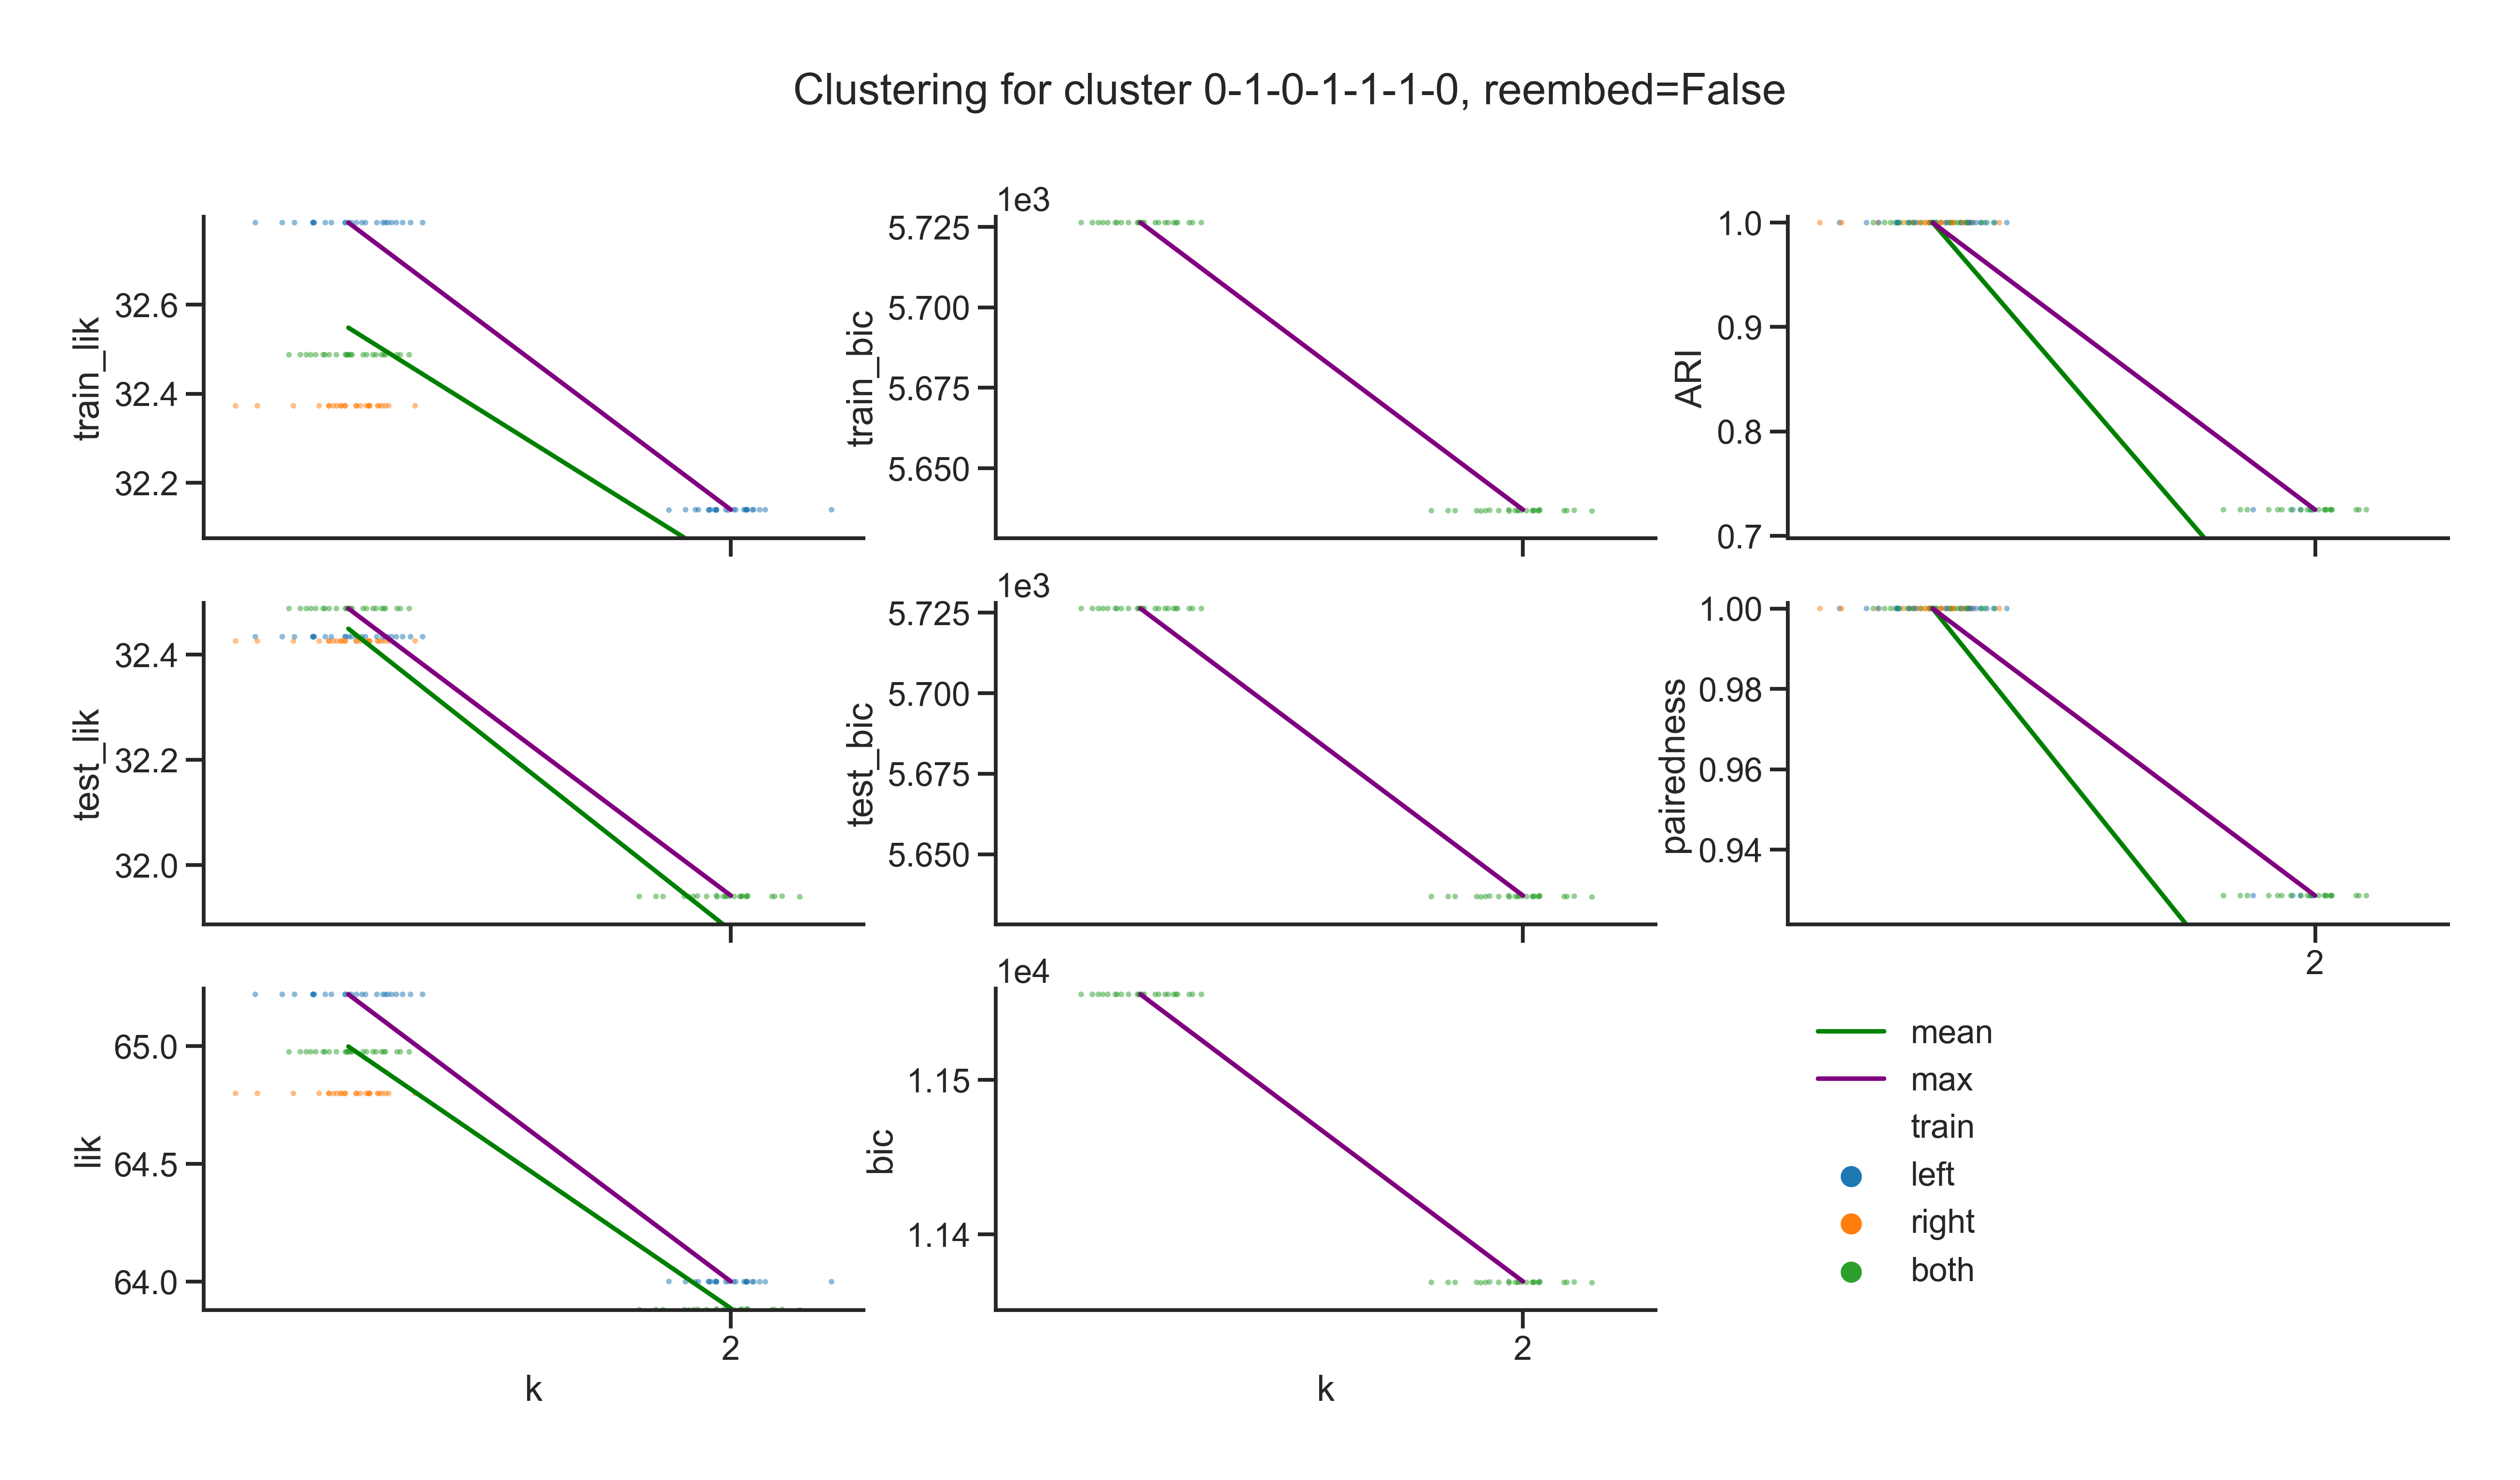 Clustering for cluster 0-1-0-1-1-1-0, reembed=False
train_lik
32.6
32.4
32.2
1e3
train_bic
5.725
5.700
5.675
5.650
ARI
1.0
0.9
0.8
0.7
test_lik
32.4
32.2
32.0
1e3
test_bic
5.725
5.700
5.675
5.650
pairedness
1.00
0.98
0.96
0.94
2
lik
65.0
64.5
64.0
2
k
1e4
bic
1.15
1.14
2
k
mean
max
train
left
right
both